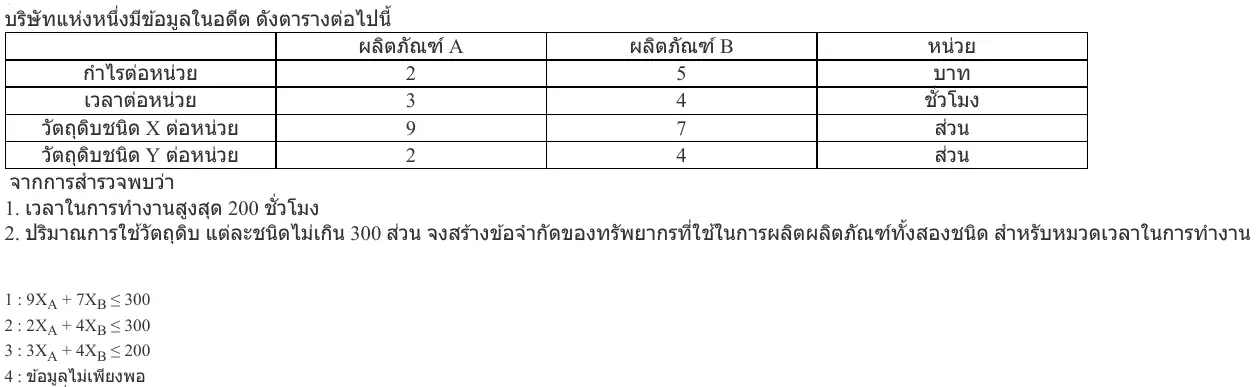 บริษัทแห่งหนึ่งมีข้อมูลในอดีต ดังตารางต่อไปนี้
ผลิตภัณฑ์ A ผลิตภัณฑ์ B หน่วย
กำไรต่อหน่วย 2 5 บาท
เวลาต่อหน่วย 3 4 ชั่วโมง
วัตถุดิบชนิด X ต่อหน่วย 9 7 ส่วน
วัตถุดิบชนิด Y ต่อหน่วย 2 4 ส่วน
จากการสำรวจพบว่า
1. เวลาในการทำงานสูงสุด 200 ชั่วโมง
2. ปริมาณการใช้วัตถุดิบ แต่ละชนิดไม่เกิน 300 ส่วน จงสร้างข้อจำกัดของทรัพยากรที่ใช้ในการผลิตผลิตภัณฑ์ทั้งสองชนิด สำหรับหมวดเวลาในการทำงาน
1 : 9X_A + 7X_B ≤ 300
2 : 2X_A + 4X_B ≤ 300
3 : 3X_A + 4X_B ≤ 200
4 : ข้อมูลไม่เพียงพอ